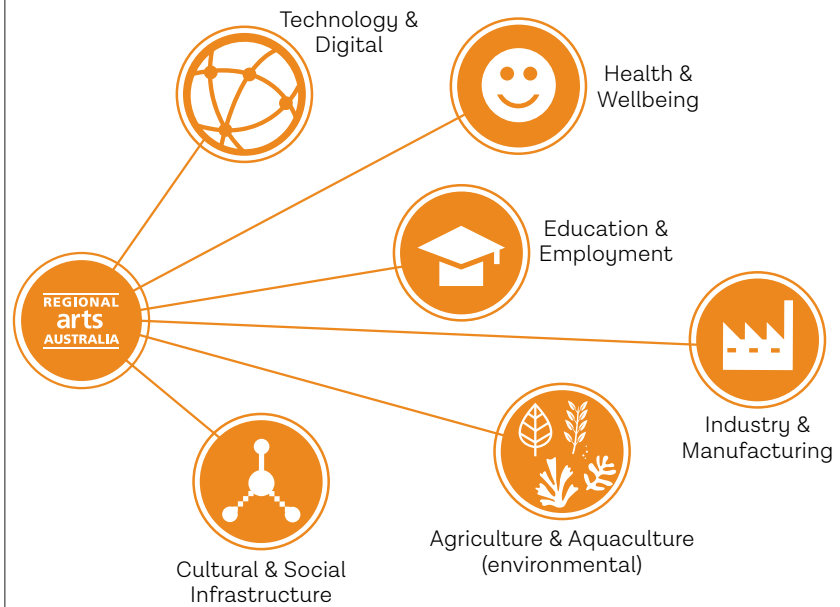 Technology &
Digital
Health &
Wellbeing
Education &
Employment
REGIONAL
arts
AUSTRALIA
Industry &
Manufacturing
Agriculture & Aquaculture
(environmental)
Cultural & Social
Infrastructure